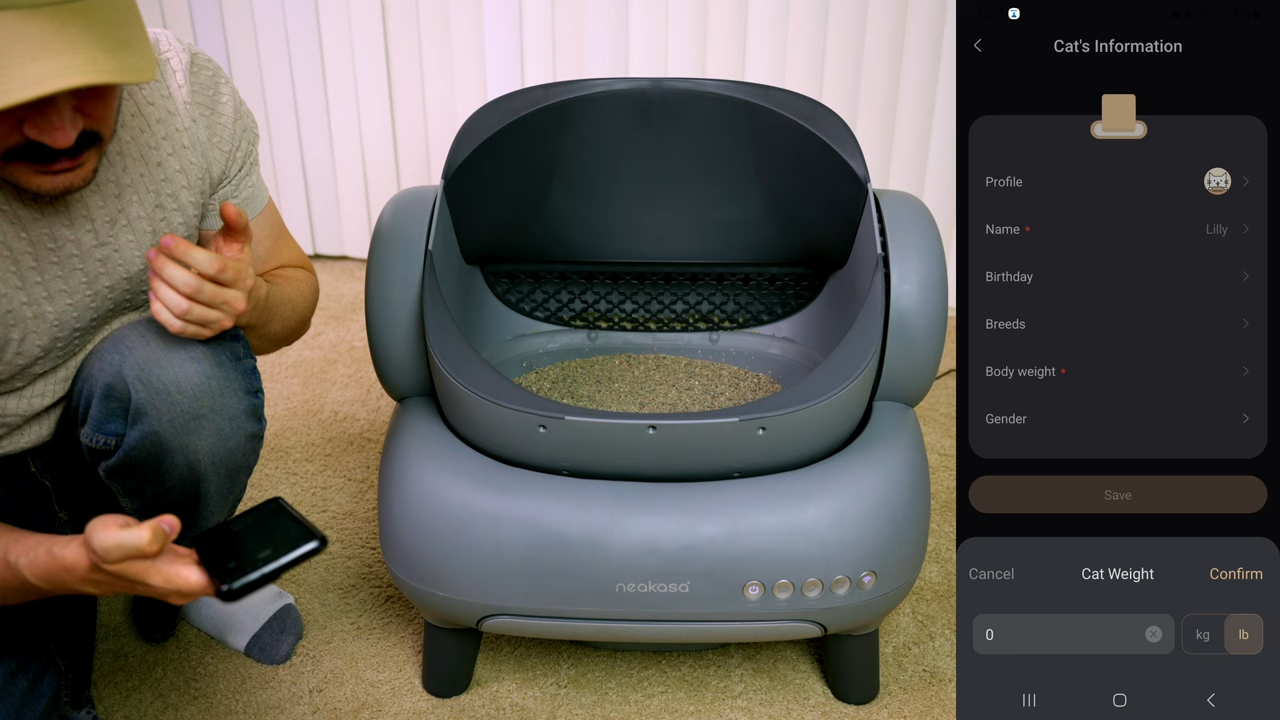 neakasa
Cat's Information
Profile
Name *
Lilly
Birthday
Breeds
Body weight *
Gender
Save
Cancel
Cat Weight
Confirm
0
kg
lb